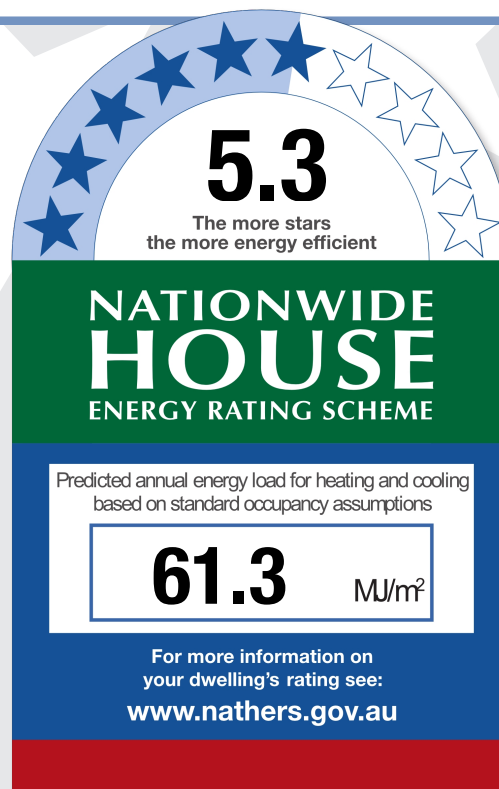 5.3
The more stars
the more energy efficient
NATIONWIDE
HOUSE
ENERGY RATING SCHEME
Predicted annual energy load for heating and cooling
based on standard occupancy assumptions
61.3 MJ/m²
For more information on
your dwelling's rating see:
www.nathers.gov.au